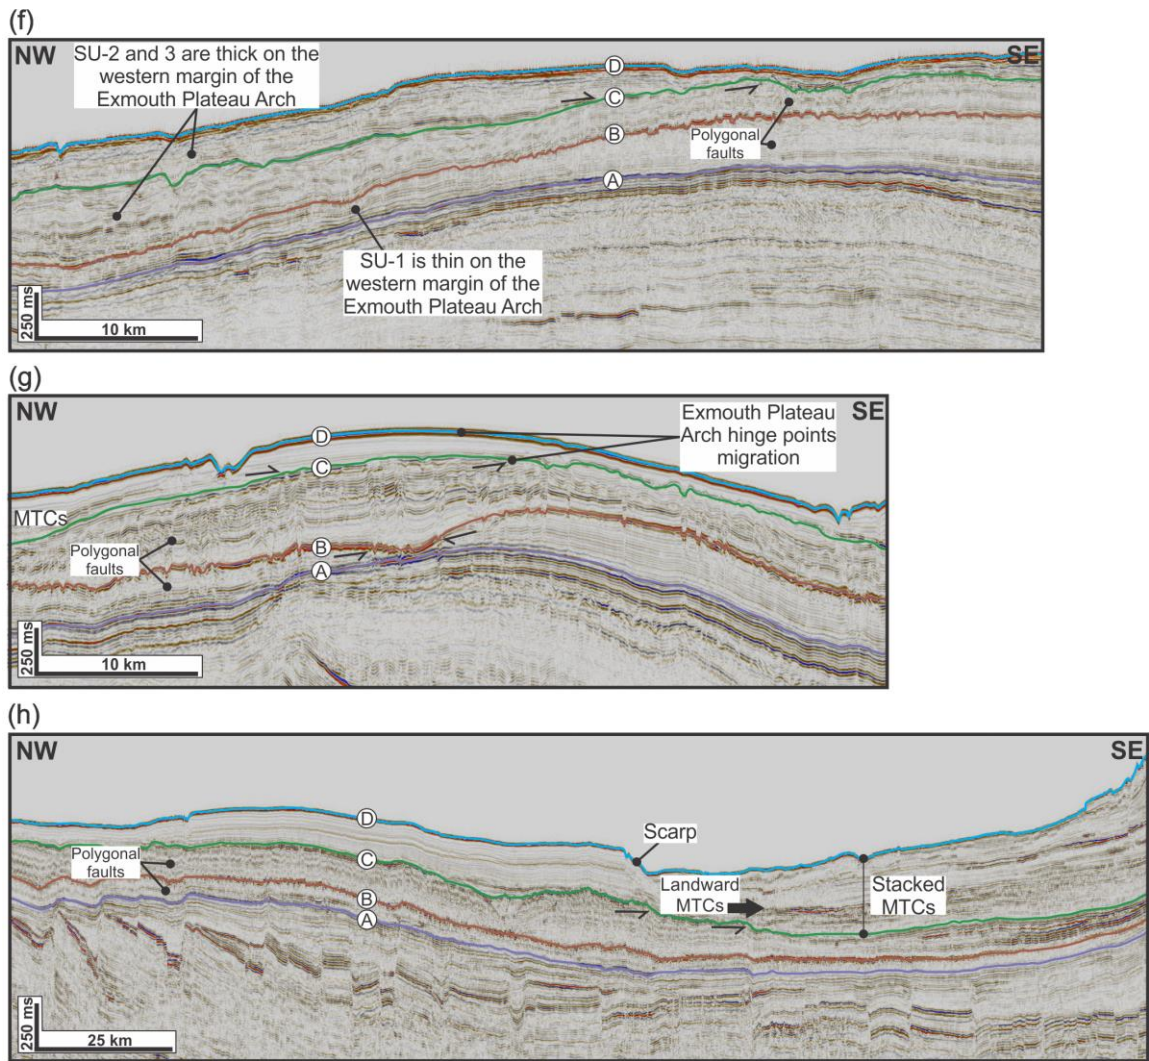 (f)
NW
SE
SU-2 and 3 are thick on the
western margin of the
Exmouth Plateau Arch
D
C
B
A
Polygonal
faults
SU-1 is thin on the
western margin of the
Exmouth Plateau Arch
250 ms
10 km
(g)
NW
SE
Exmouth Plateau
Arch hinge points
migration
D
C
B
A
MTCs
Polygonal
faults
250 ms
10 km
(h)
NW
SE
D
C
B
A
Polygonal
faults
Scarp
Landward
MTCs
Stacked
MTCs
250 ms
25 km